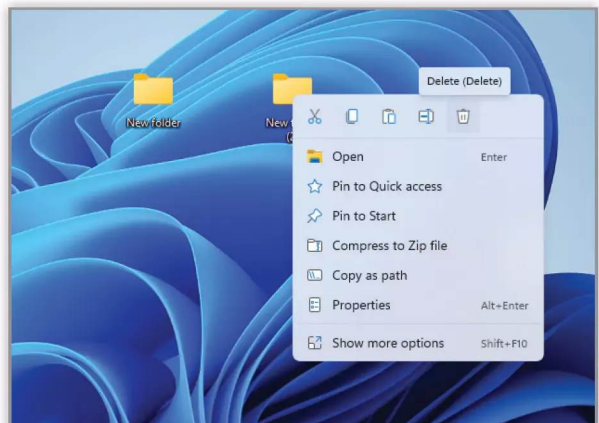 Delete (Delete)
New folder
New
Open Enter
Pin to Quick access
Pin to Start
Compress to Zip file
Copy as path
Properties Alt+Enter
Show more options Shift+F10